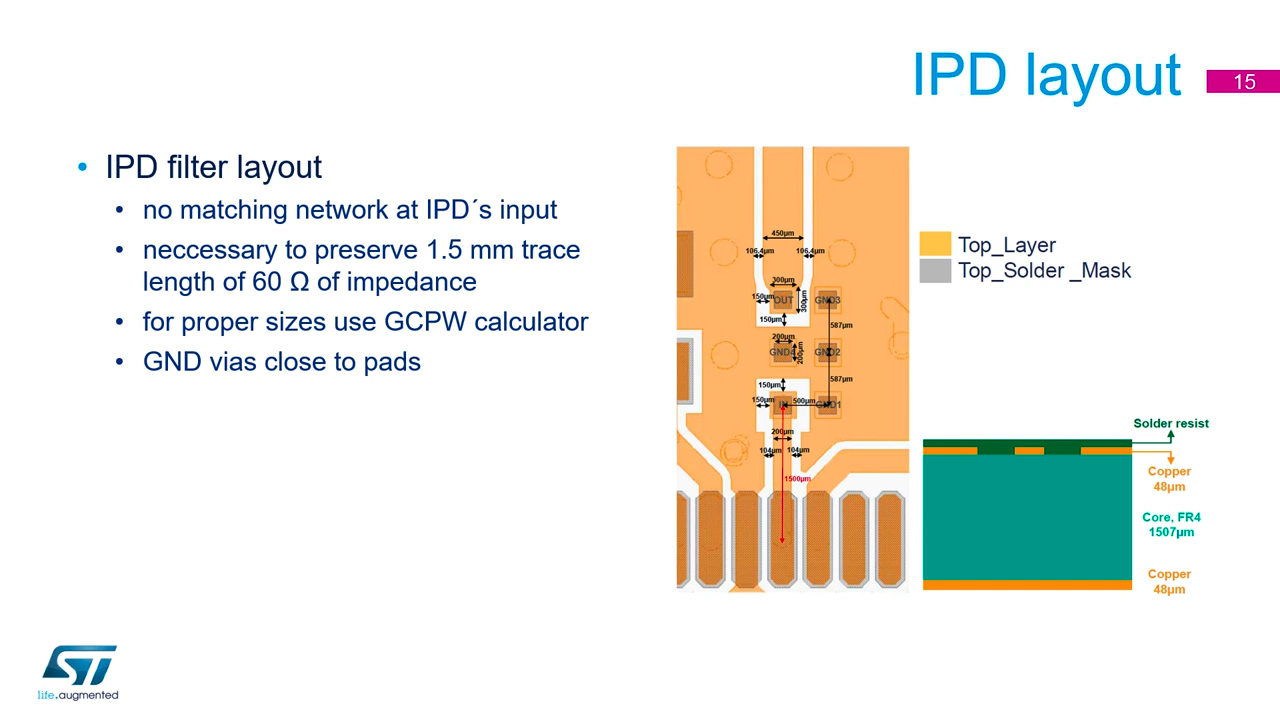 IPD layout
15
• IPD filter layout
• no matching network at IPD´s input
• neccessary to preserve 1.5 mm trace
length of 60 Ω of impedance
• for proper sizes use GCPW calculator
• GND vias close to pads
450µm
106.4µm 106.4µm
300µm
150µm OUT 300µm GND3
150µm
587µm
200µm
GND4 200µm GND2
587µm
150µm
150µm IN 500µm GND1
200µm
104µm 104µm
1500µm
Top_Layer
Top_Solder _Mask
Solder resist
Copper
48µm
Core, FR4
1507µm
Copper
48µm
ST
life.augmented